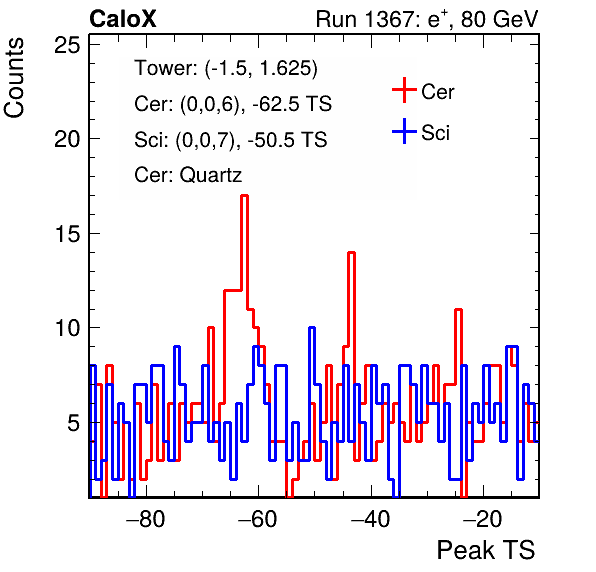 CaloX Run 1367: e⁺, 80 GeV
Counts
25
20
15
10
5
Tower: (-1.5, 1.625)
Cer: (0,0,6), -62.5 TS
Sci: (0,0,7), -50.5 TS
Cer: Quartz
Cer
Sci
−80 −60 −40 −20
Peak TS